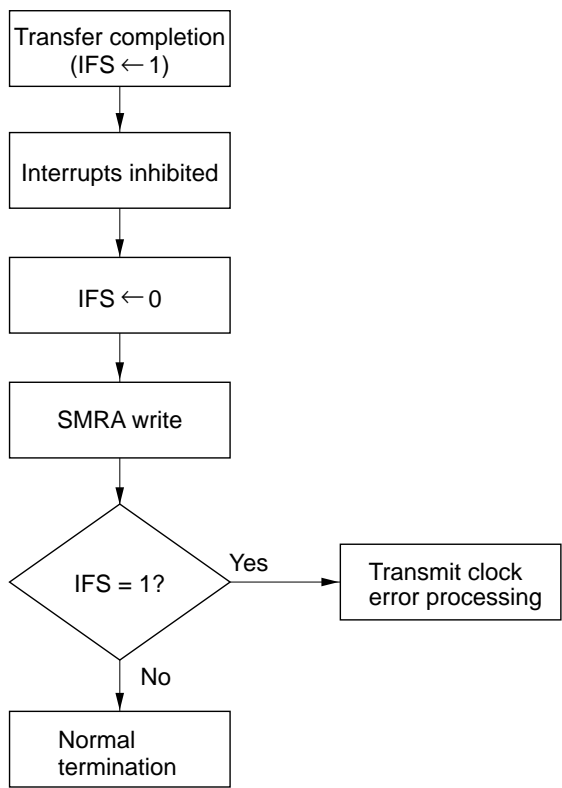 Transfer completion
(IFS ← 1)
Interrupts inhibited
IFS ← 0
SMRA write
IFS = 1?
Yes
Transmit clock
error processing
No
Normal
termination